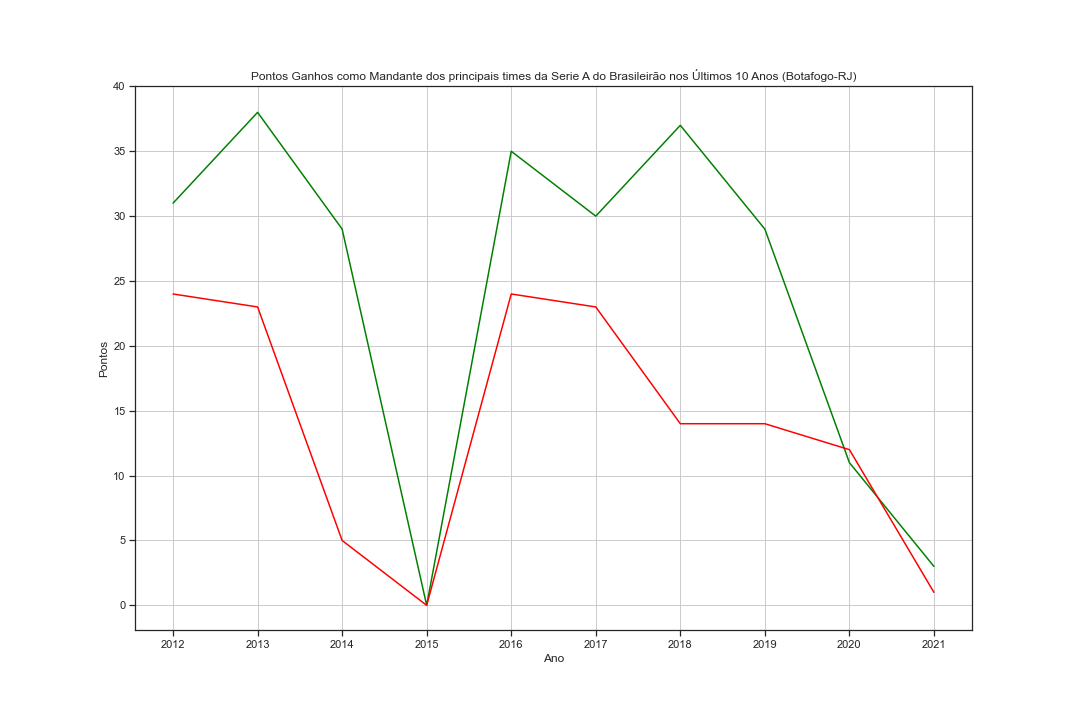 Pontos Ganhos como Mandante dos principais times da Serie A do Brasileirão nos Últimos 10 Anos (Botafogo-RJ)
40
35
30
25
20
15
10
5
0
Pontos
2012 2013 2014 2015 2016 2017 2018 2019 2020 2021
Ano